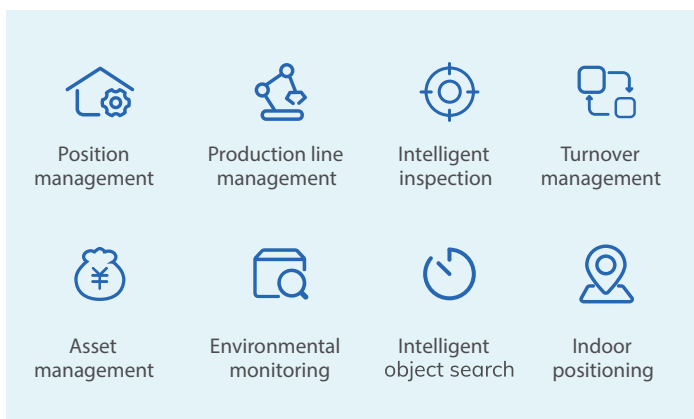 Position
management
Production line
management
Intelligent
inspection
Turnover
management
¥
Asset
management
Environmental
monitoring
Intelligent
object search
Indoor
positioning